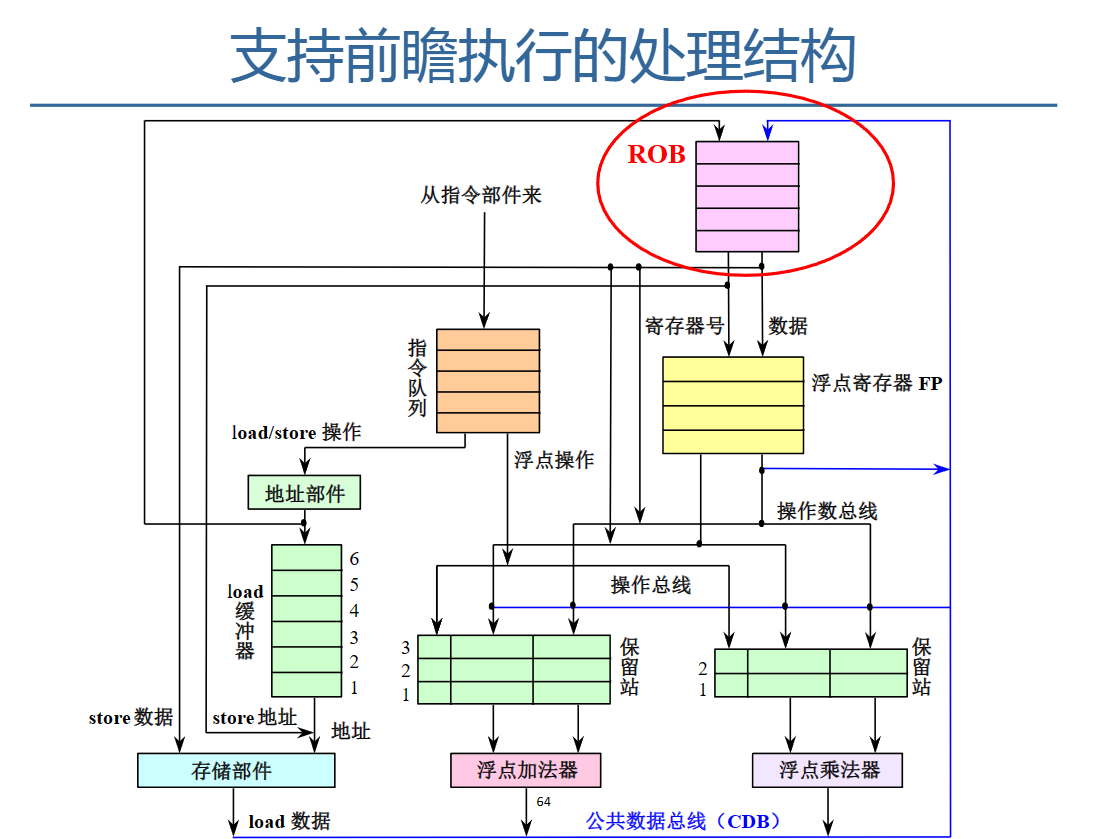 支持前瞻执行的处理结构
ROB
从指令部件来
寄存器号
数据
指令队列
浮点寄存器 FP
load/store 操作
浮点操作
地址部件
操作数总线
load
缓冲器
6
5
4
3
2
1
操作总线
3
2
1
保留站
2
1
保留站
store 数据
store 地址
地址
存储部件
浮点加法器
浮点乘法器
64
load 数据
公共数据总线（CDB）